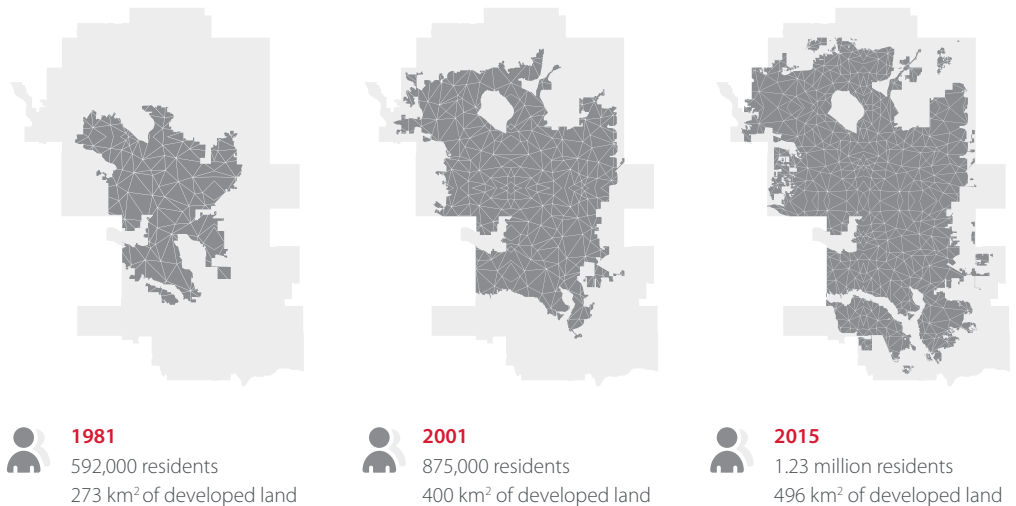 1981
592,000 residents
273 km² of developed land
2001
875,000 residents
400 km² of developed land
2015
1.23 million residents
496 km² of developed land